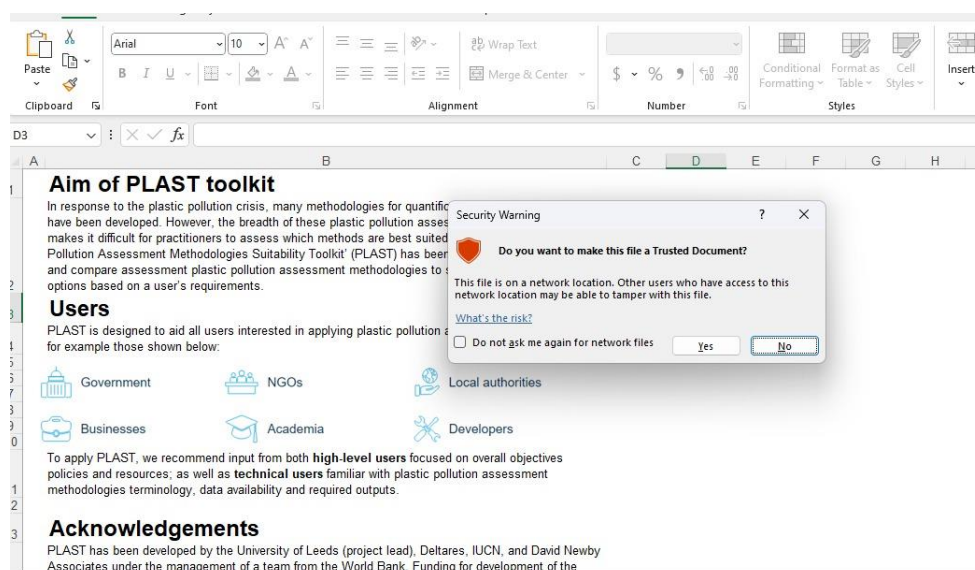 Arial
10
A^ Aˇ
ab Wrap Text
Paste
B I U
A
Merge & Center
$ % 9
Conditional Format as Cell
Formatting Table Styles
Insert
Clipboard
Font
Alignment
Number
Styles
D3
fx
A B C D E F G H
Aim of PLAST toolkit
In response to the plastic pollution crisis, many methodologies for quantific
have been developed. However, the breadth of these plastic pollution asses
makes it difficult for practitioners to assess which methods are best suited
Pollution Assessment Methodologies Suitability Toolkit' (PLAST) has been
and compare assessment plastic pollution assessment methodologies to s
options based on a user's requirements.
Users
PLAST is designed to aid all users interested in applying plastic pollution a
for example those shown below:
Government
NGOs
Local authorities
Businesses
Academia
Developers
To apply PLAST, we recommend input from both high-level users focused on overall objectives
policies and resources; as well as technical users familiar with plastic pollution assessment
methodologies terminology, data availability and required outputs.
Acknowledgements
PLAST has been developed by the University of Leeds (project lead), Deltares, IUCN, and David Newby
Associates under the management of a team from the World Bank. Funding for development of the
Security Warning
?
Do you want to make this file a Trusted Document?
This file is on a network location. Other users who have access to this
network location may be able to tamper with this file.
What's the risk?
Do not ask me again for network files
Yes
No